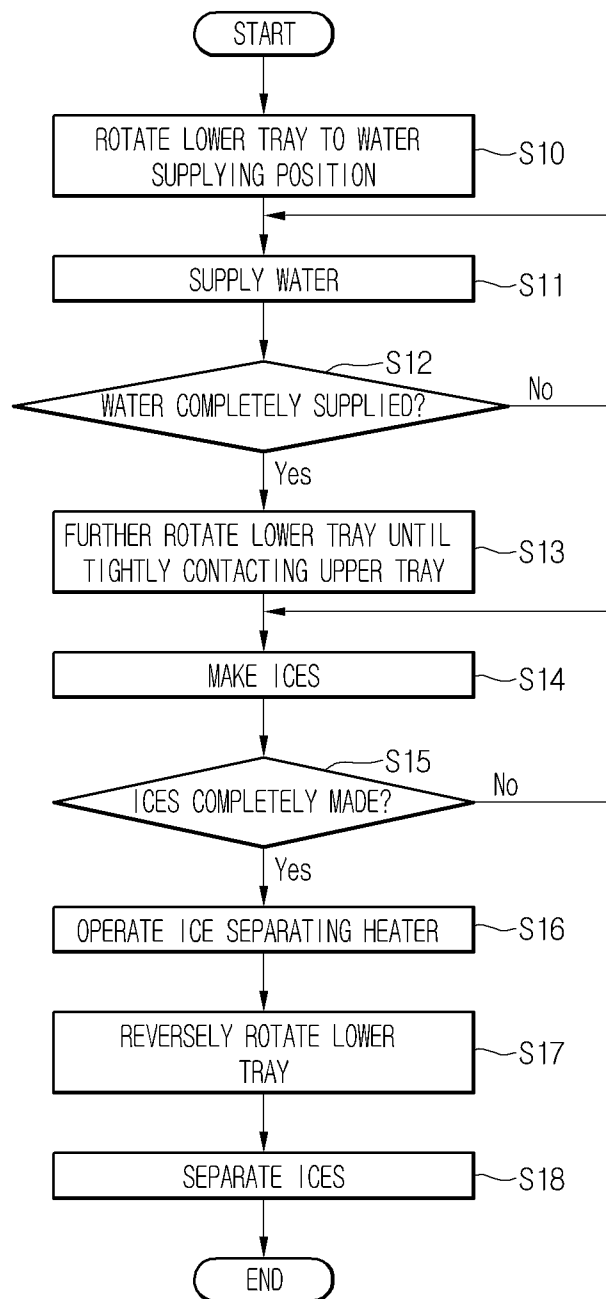 START
ROTATE LOWER TRAY TO WATER
SUPPLYING POSITION
S10
SUPPLY WATER
S11
S12
WATER COMPLETELY SUPPLIED?
No
Yes
FURTHER ROTATE LOWER TRAY UNTIL
TIGHTLY CONTACTING UPPER TRAY
S13
MAKE ICES
S14
S15
ICES COMPLETELY MADE?
No
Yes
OPERATE ICE SEPARATING HEATER
S16
REVERSELY ROTATE LOWER
TRAY
S17
SEPARATE ICES
S18
END